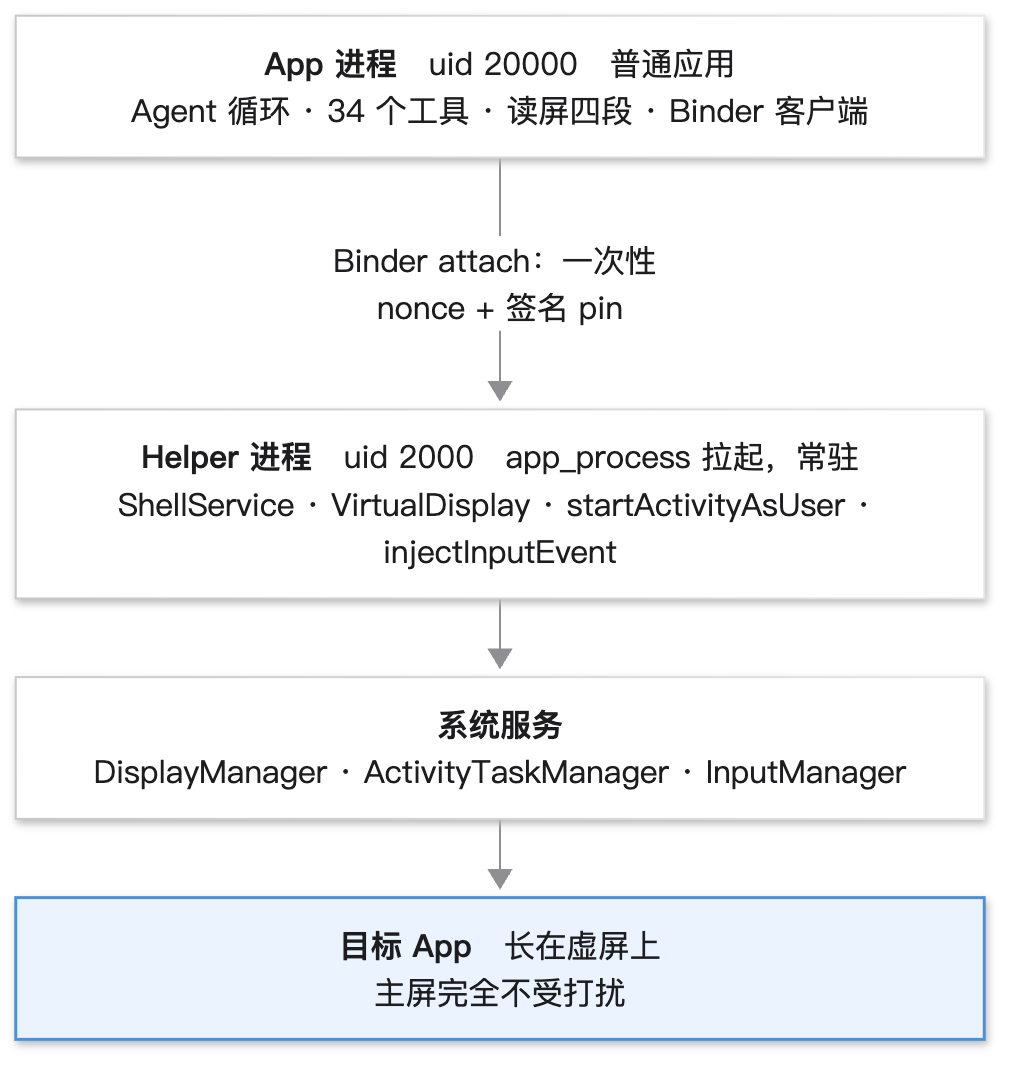 App 进程 uid 20000 普通应用
Agent 循环 · 34 个工具 · 读屏四段 · Binder 客户端
Binder attach：一次性
nonce + 签名 pin
Helper 进程 uid 2000 app_process 拉起，常驻
ShellService · VirtualDisplay · startActivityAsUser ·
injectInputEvent
系统服务
DisplayManager · ActivityTaskManager · InputManager
目标 App 长在虚屏上
主屏完全不受打扰